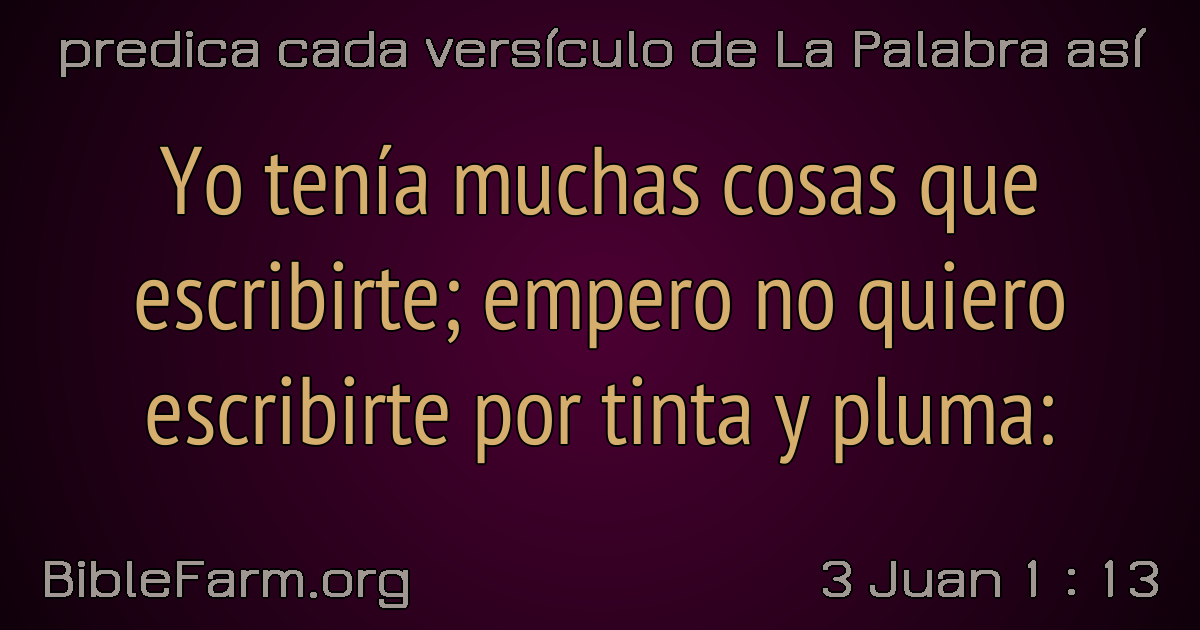 predica cada versículo de La Palabra así
Yo tenía muchas cosas que
escribirte; empero no quiero
escribirte por tinta y pluma:
BibleFarm.org
3 Juan 1 : 13